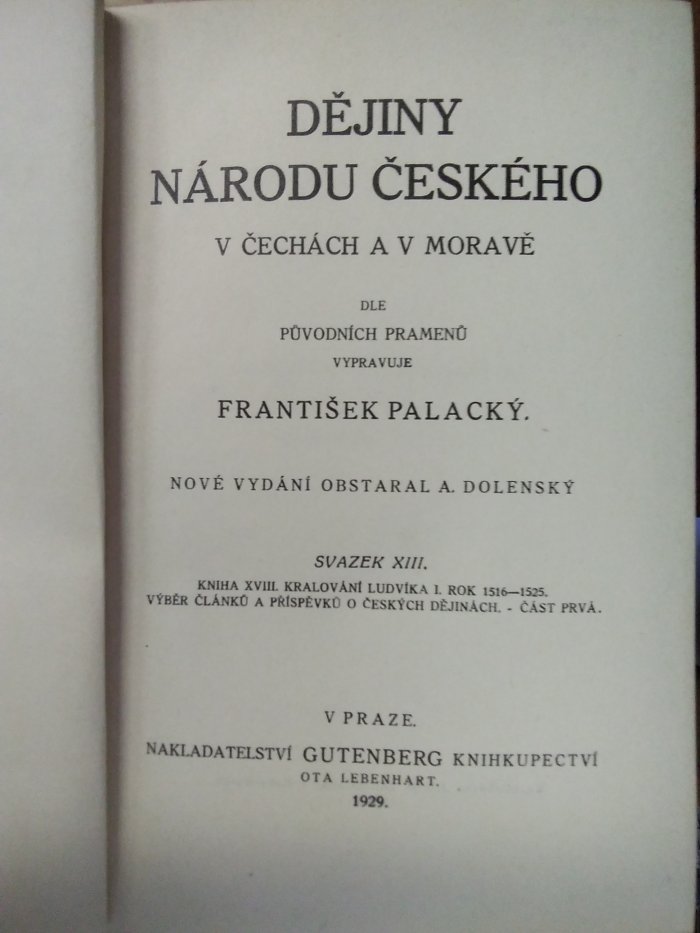 DĚJINY
NÁRODU ČESKÉHO
V ČECHÁCH A V MORAVĚ
DLE
PŮVODNÍCH PRAMENŮ
VYPRAVUJE
FRANTIŠEK PALACKÝ.
NOVÉ VYDÁNÍ OBSTARAL A. DOLENSKÝ
SVAZEK XIII.
KNIHA XVIII. KRALOVÁNÍ LUDVÍKA I. ROK 1516—1525.
VÝBĚR ČLÁNKŮ A PŘÍSPĚVKŮ O ČESKÝCH DĚJINÁCH. - ČÁST PRVÁ.
V PRAZE.
NAKLADATELSTVÍ GUTENBERG KNIHKUPECTVÍ
OTA LEBENHART.
1929.